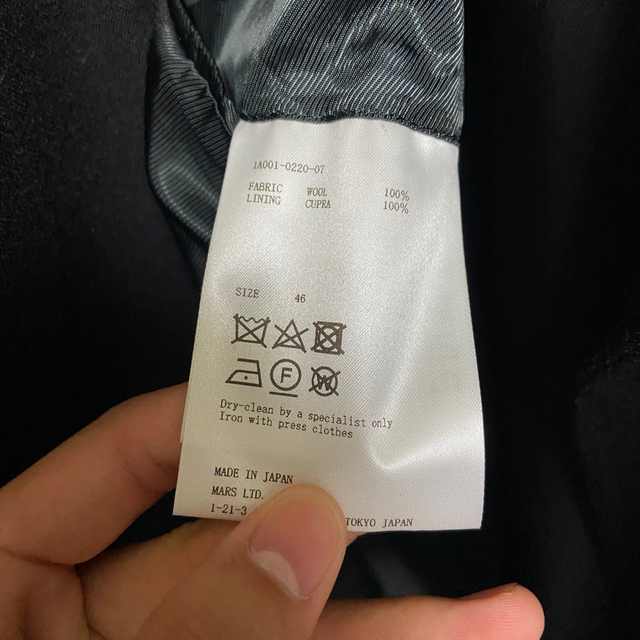 1A001-0220-07
FABRIC WOOL 100%
LINING CUPRA 100%
SIZE 46
F W
Dry-clean by a specialist only
Iron with press clothes
MADE IN JAPAN
MARS LTD.
1-21-3 TOKYO JAPAN